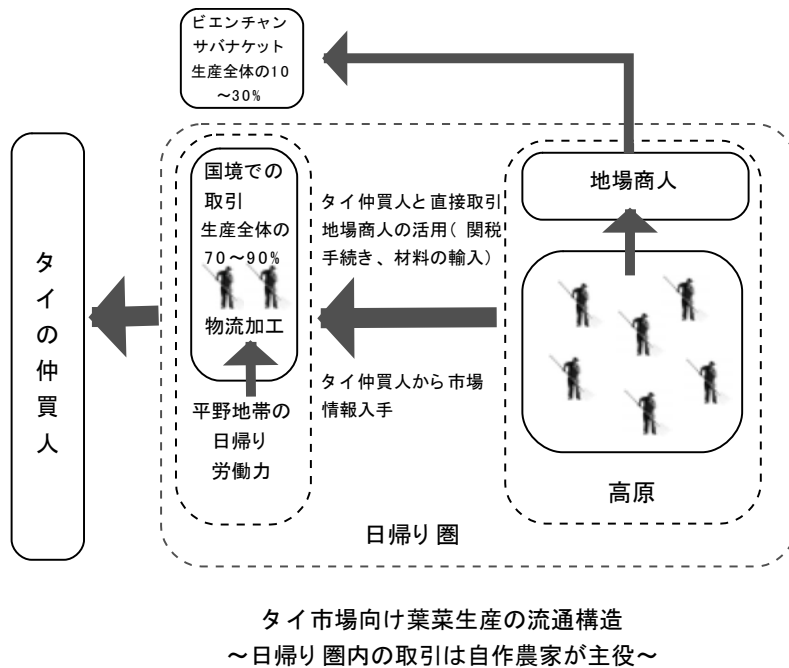 ビエンチャン
サバナケット
生産全体の10
～30%
国境での
取引
生産全体の
70～90%
物流加工
平野地帯の
日帰り
労働力
タイの仲買人
タイ仲買人と直接取引
地場商人の活用(関税
手続き、材料の輸入)
タイ仲買人から市場
情報入手
地場商人
高原
日帰り圏
タイ市場向け葉菜生産の流通構造
～日帰り圏内の取引は自作農家が主役～